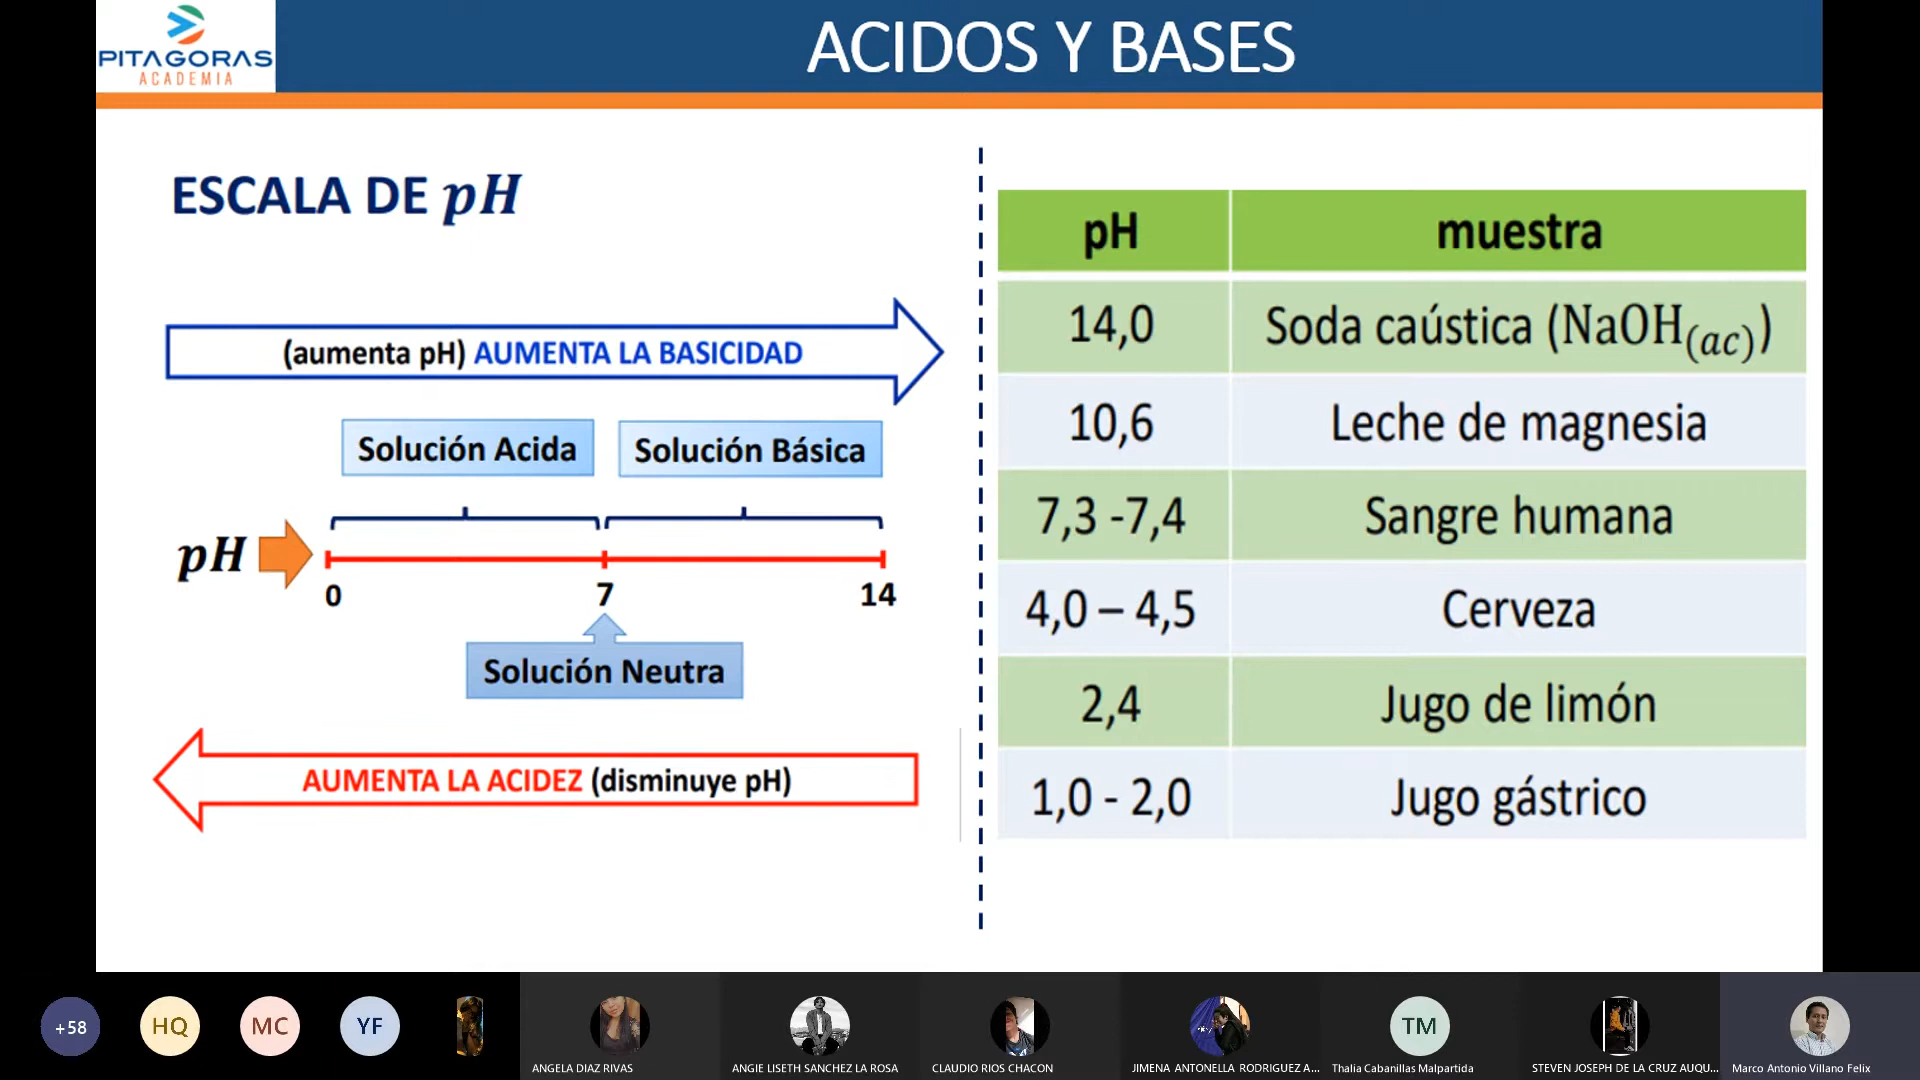 PITAGORAS
ACADEMIA
ACIDOS Y BASES
ESCALA DE pH
(aumenta pH) AUMENTA LA BASICIDAD
Solución Acida
Solución Básica
pH
0
7
14
Solución Neutra
AUMENTA LA ACIDEZ (disminuye pH)
pH muestra
14,0 Soda caústica (NaOH(ac))
10,6 Leche de magnesia
7,3 -7,4 Sangre humana
4,0 – 4,5 Cerveza
2,4 Jugo de limón
1,0 - 2,0 Jugo gástrico
+58
HQ
MC
YF
TM
ANGELA DIAZ RIVAS
ANGIE LISETH SANCHEZ LA ROSA
CLAUDIO RIOS CHACON
JIMENA ANTONELLA RODRIGUEZ A...
Thalia Cabanillas Malpartida
STEVEN JOSEPH DE LA CRUZ AUQU...
Marco Antonio Villano Felix